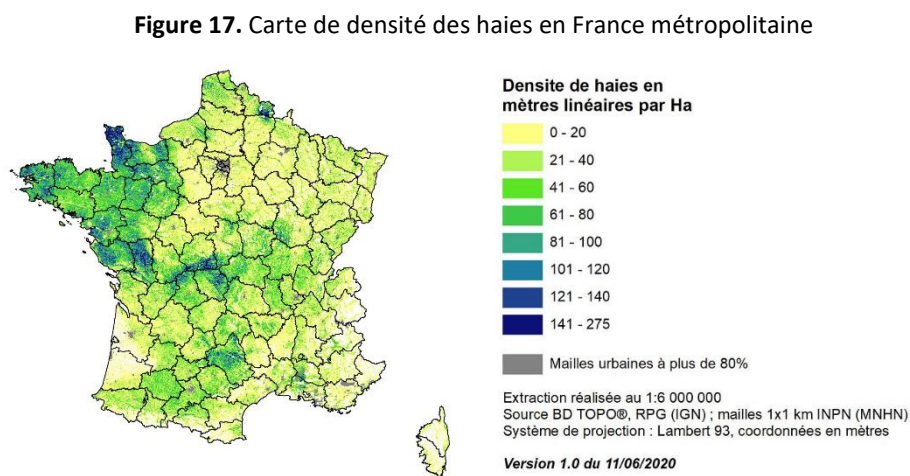 Figure 17. Carte de densité des haies en France métropolitaine
Densite de haies en
mètres linéaires par Ha
0 - 20
21 - 40
41 - 60
61 - 80
81 - 100
101 - 120
121 - 140
141 - 275
Mailles urbaines à plus de 80%
Extraction réalisée au 1:6 000 000
Source BD TOPO®, RPG (IGN) ; mailles 1x1 km INPN (MNHN)
Système de projection : Lambert 93, coordonnées en mètres
Version 1.0 du 11/06/2020